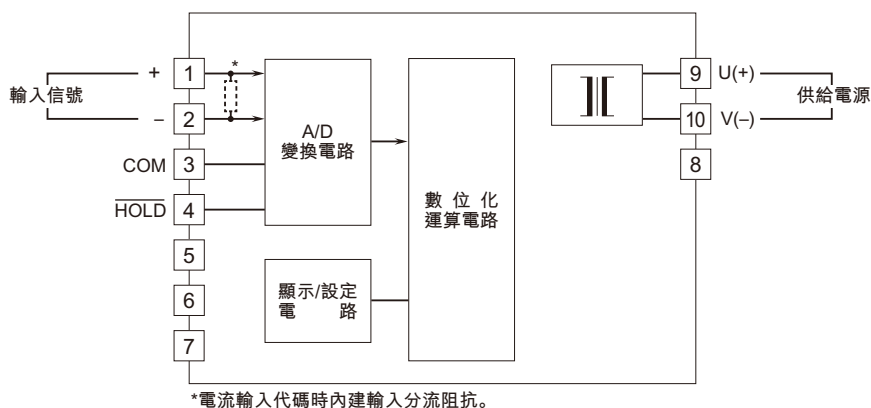 輸入信號
+
–
1
2
COM 3
HOLD 4
5
6
7
*
A/D
變換電路
數位化
運算電路
顯示/設定
電路
9 U(+)
10 V(–)
8
供給電源
*電流輸入代碼時內建輸入分流阻抗。